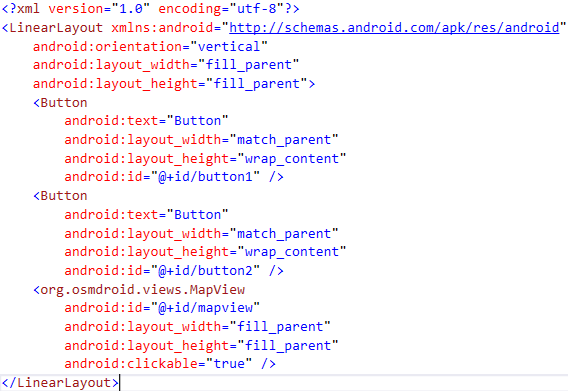 <?xml version="1.0" encoding="utf-8"?>
<LinearLayout xmlns:android="http://schemas.android.com/apk/res/android"
    android:orientation="vertical"
    android:layout_width="fill_parent"
    android:layout_height="fill_parent">
    <Button
        android:text="Button"
        android:layout_width="match_parent"
        android:layout_height="wrap_content"
        android:id="@+id/button1" />
    <Button
        android:text="Button"
        android:layout_width="match_parent"
        android:layout_height="wrap_content"
        android:id="@+id/button2" />
    <org.osmdroid.views.MapView
        android:id="@+id/mapview"
        android:layout_width="fill_parent"
        android:layout_height="fill_parent"
        android:clickable="true" />
</LinearLayout>